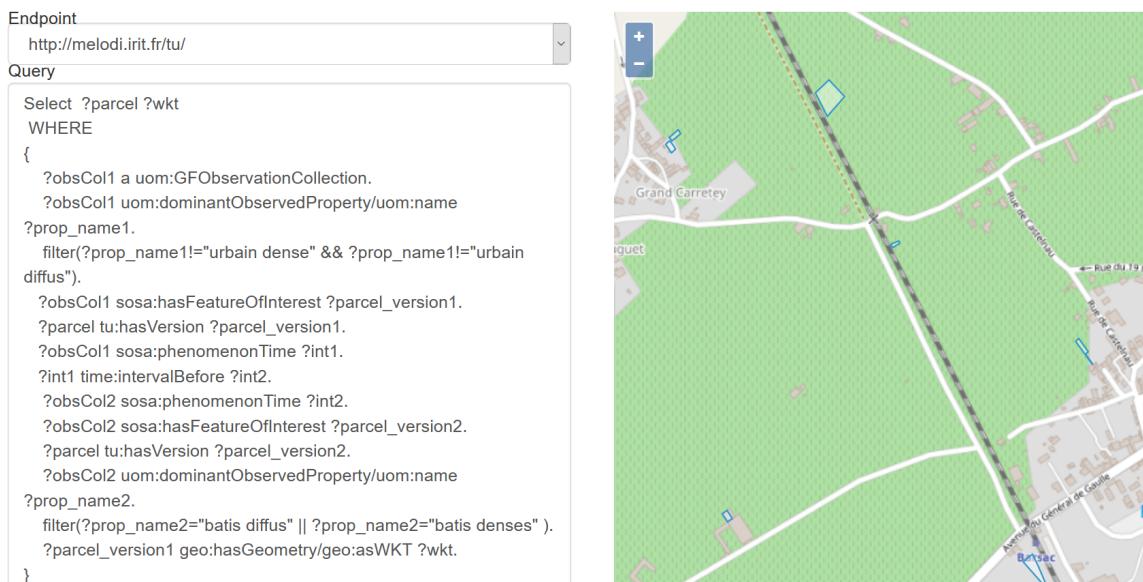 Endpoint
http://melodi.irit.fr/tu/
Query
Select ?parcel ?wkt
WHERE
{
?obsCol1 a uom:GFObservationCollection.
?obsCol1 uom:dominantObservedProperty/uom:name
?prop_name1.
filter(?prop_name1!="urbain dense" && ?prop_name1!="urbain
diffus").
?obsCol1 sosa:hasFeatureOfInterest ?parcel_version1.
?parcel tu:hasVersion ?parcel_version1.
?obsCol1 sosa:phenomenonTime ?int1.
?int1 time:intervalBefore ?int2.
?obsCol2 sosa:phenomenonTime ?int2.
?obsCol2 sosa:hasFeatureOfInterest ?parcel_version2.
?parcel tu:hasVersion ?parcel_version2.
?obsCol2 uom:dominantObservedProperty/uom:name
?prop_name2.
filter(?prop_name2="batis diffus" || ?prop_name2="batis denses" ).
?parcel_version1 geo:hasGeometry/geo:asWKT ?wkt.
}
+
−
Grand Carretey
uguet
Rue de Castelnau
Rue du 19
Rue de Castelnau
Avenue du Général de Gaulle
Barsac